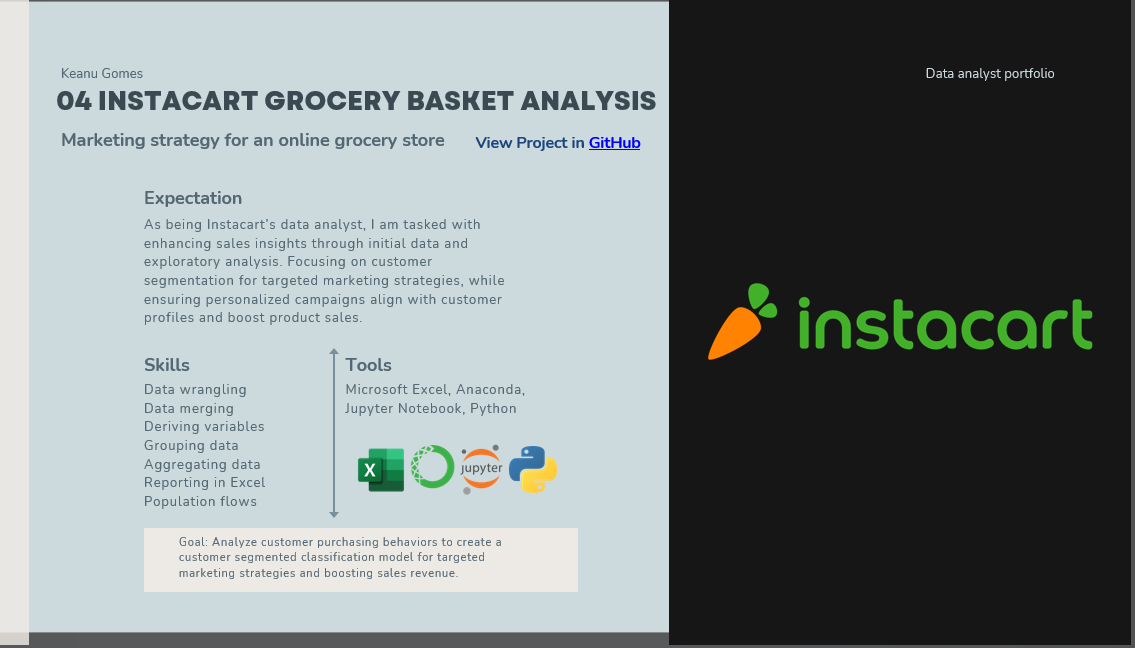 Keanu Gomes
Data analyst portfolio
04 INSTACART GROCERY BASKET ANALYSIS
Marketing strategy for an online grocery store
View Project in GitHub
Expectation
As being Instacart's data analyst, I am tasked with
enhancing sales insights through initial data and
exploratory analysis. Focusing on customer
segmentation for targeted marketing strategies, while
ensuring personalized campaigns align with customer
profiles and boost product sales.
Skills
Data wrangling
Data merging
Deriving variables
Grouping data
Aggregating data
Reporting in Excel
Population flows
Tools
Microsoft Excel, Anaconda,
Jupyter Notebook, Python
X
jupyter
Goal: Analyze customer purchasing behaviors to create a
customer segmented classification model for targeted
marketing strategies and boosting sales revenue.
instacart